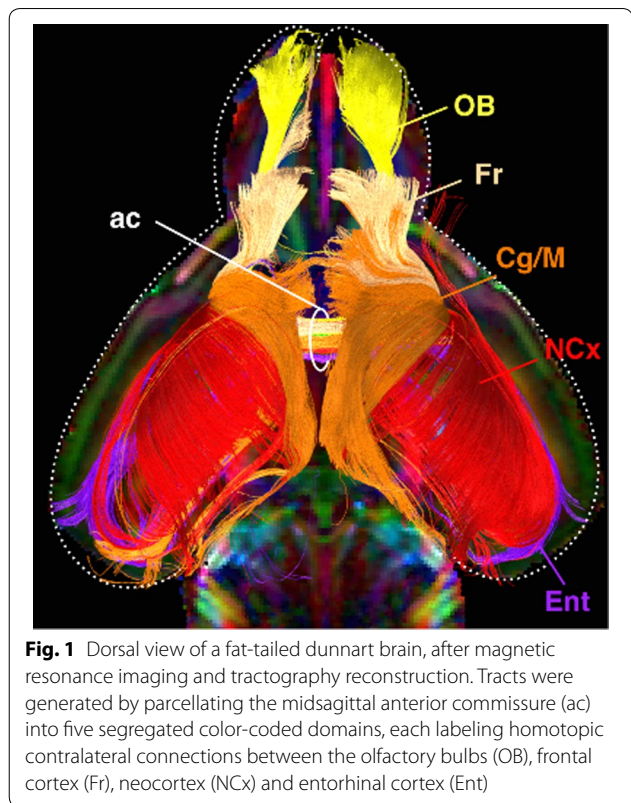 OB
Fr
ac
Cg/M
NCx
Ent
Fig. 1 Dorsal view of a fat-tailed dunnart brain, after magnetic
resonance imaging and tractography reconstruction. Tracts were
generated by parcellating the midsagittal anterior commissure (ac)
into five segregated color-coded domains, each labeling homotopic
contralateral connections between the olfactory bulbs (OB), frontal
cortex (Fr), neocortex (NCx) and entorhinal cortex (Ent)